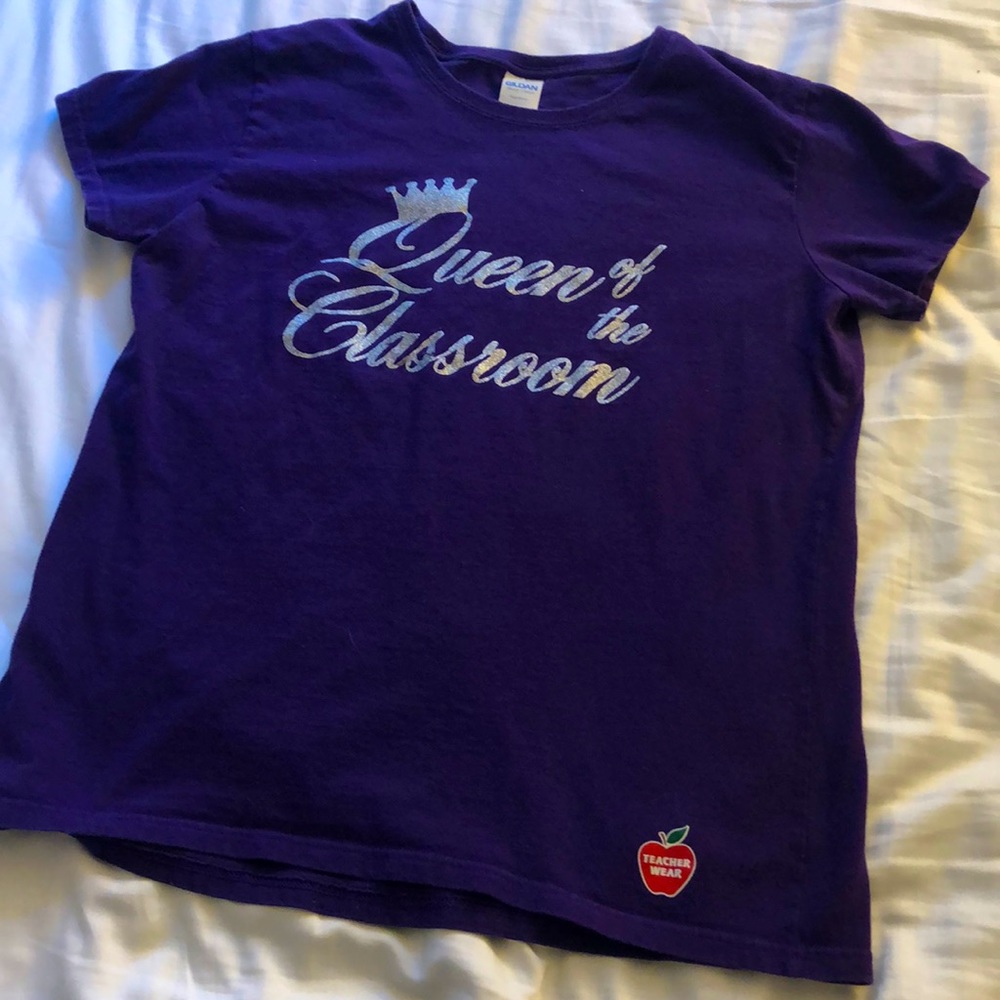 GILDAN
Queen of
the
Classroom
TEACHER
WEAR